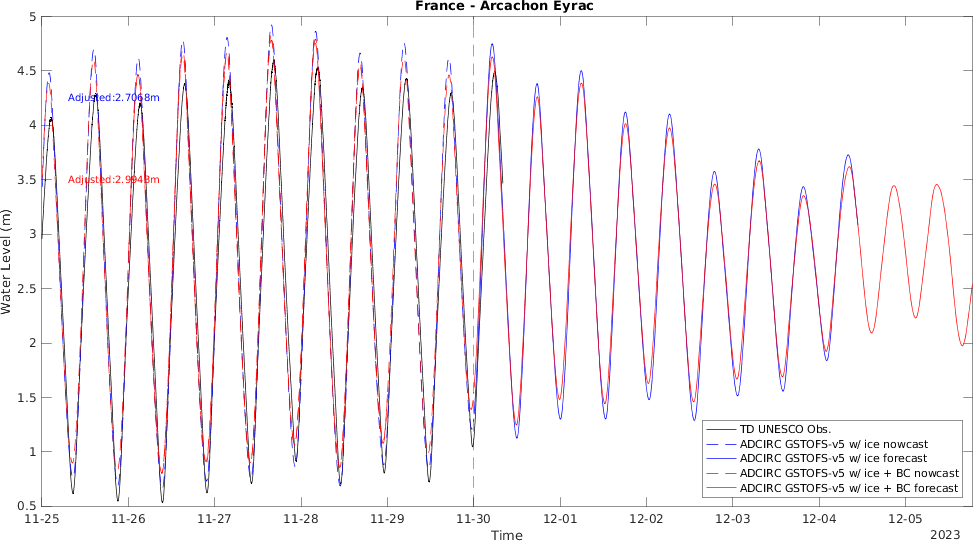 France - Arcachon Eyrac
5
4.5
4
3.5
3
2.5
2
1.5
1
0.5
Water Level (m)
Adjusted:2.7068m
Adjusted:2.9943m
TD UNESCO Obs.
ADCIRC GSTOFS-v5 w/ ice nowcast
ADCIRC GSTOFS-v5 w/ ice forecast
ADCIRC GSTOFS-v5 w/ ice + BC nowcast
ADCIRC GSTOFS-v5 w/ ice + BC forecast
11-25 11-26 11-27 11-28 11-29 11-30 12-01 12-02 12-03 12-04 12-05
Time
2023